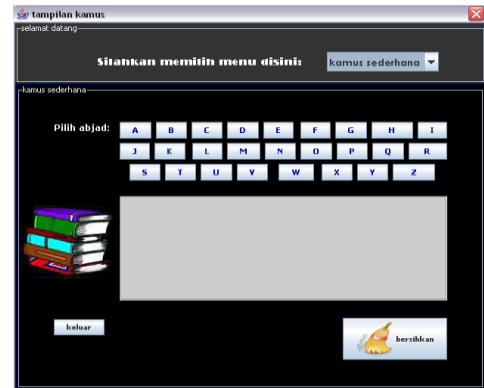 tampilan kamus
selamat datang
Silahkan memilih menu disini: kamus sederhana
kamus sederhana
Pilih abjad: A B C D E F G H I
J K L M N O P Q R
S T U V W X Y Z
keluar
bersihkan